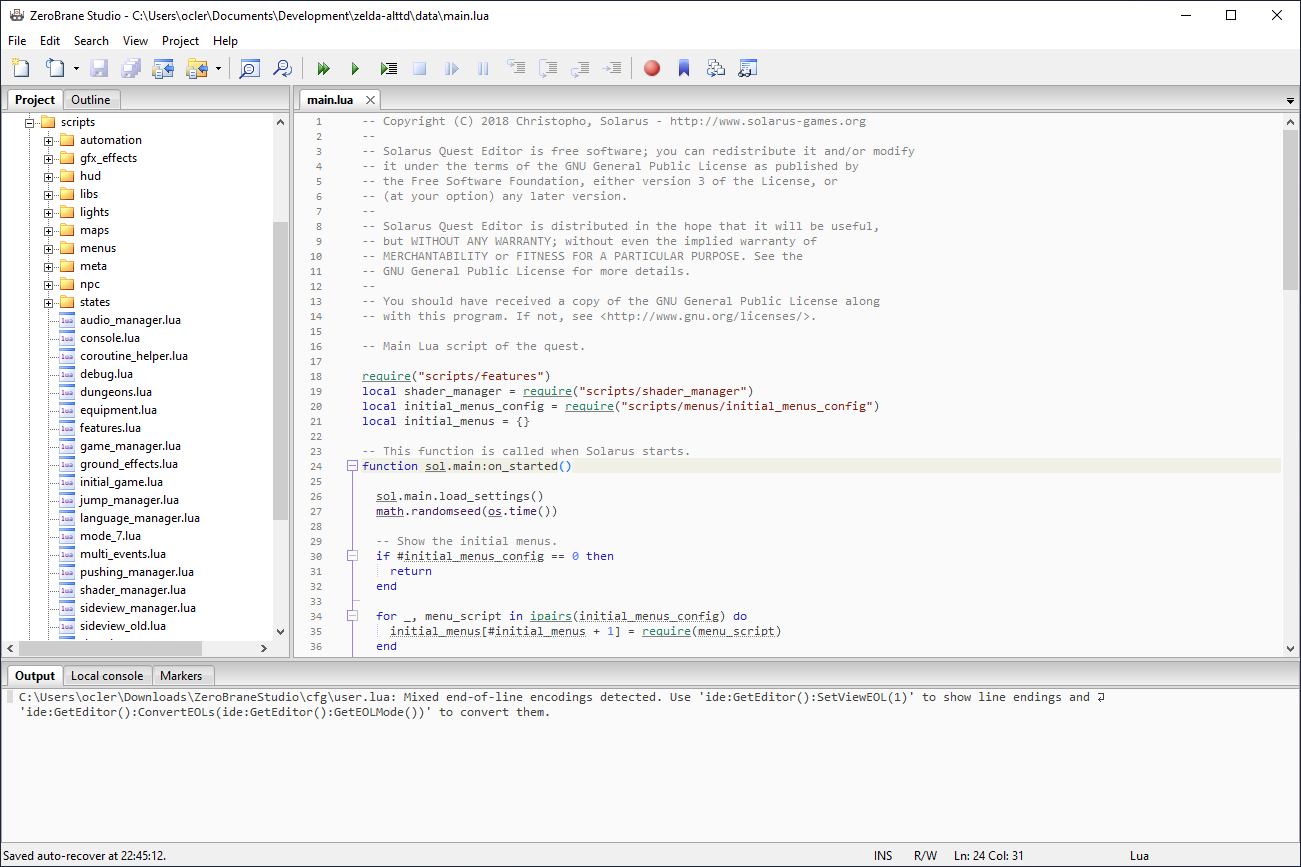 ZeroBrane Studio - C:\Users\ocler\Documents\Development\zelda-alttd\data\main.lua
File Edit Search View Project Help
Project Outline
scripts
automation
gfx_effects
hud
libs
lights
maps
menus
meta
npc
states
audio_manager.lua
console.lua
coroutine_helper.lua
debug.lua
dungeons.lua
equipment.lua
features.lua
game_manager.lua
ground_effects.lua
initial_game.lua
jump_manager.lua
language_manager.lua
mode_7.lua
multi_events.lua
pushing_manager.lua
shader_manager.lua
sideview_manager.lua
sideview_old.lua
main.lua
1 -- Copyright (C) 2018 Christopho, Solarus - http://www.solarus-games.org
2 --
3 -- Solarus Quest Editor is free software; you can redistribute it and/or modify
4 -- it under the terms of the GNU General Public License as published by
5 -- the Free Software Foundation, either version 3 of the License, or
6 -- (at your option) any later version.
7 --
8 -- Solarus Quest Editor is distributed in the hope that it will be useful,
9 -- but WITHOUT ANY WARRANTY; without even the implied warranty of
10 -- MERCHANTABILITY or FITNESS FOR A PARTICULAR PURPOSE. See the
11 -- GNU General Public License for more details.
12 --
13 -- You should have received a copy of the GNU General Public License along
14 -- with this program. If not, see <http://www.gnu.org/licenses/>.
15
16 -- Main Lua script of the quest.
17
18 require("scripts/features")
19 local shader_manager = require("scripts/shader_manager")
20 local initial_menus_config = require("scripts/menus/initial_menus_config")
21 local initial_menus = {}
22
23 -- This function is called when Solarus starts.
24 function sol.main:on_started()
25
26 sol.main.load_settings()
27 math.randomseed(os.time())
28
29 -- Show the initial menus.
30 if #initial_menus_config == 0 then
31 return
32 end
33
34 for _, menu_script in ipairs(initial_menus_config) do
35 initial_menus[#initial_menus + 1] = require(menu_script)
36 end
Output Local console Markers
C:\Users\ocler\Downloads\ZeroBraneStudio\cfg\user.lua: Mixed end-of-line encodings detected. Use 'ide:GetEditor():SetViewEOL(1)' to show line endings and
'ide:GetEditor():ConvertEOLs(ide:GetEditor():GetEOLMode())' to convert them.
Saved auto-recover at 22:45:12. INS R/W Ln: 24 Col: 31 Lua